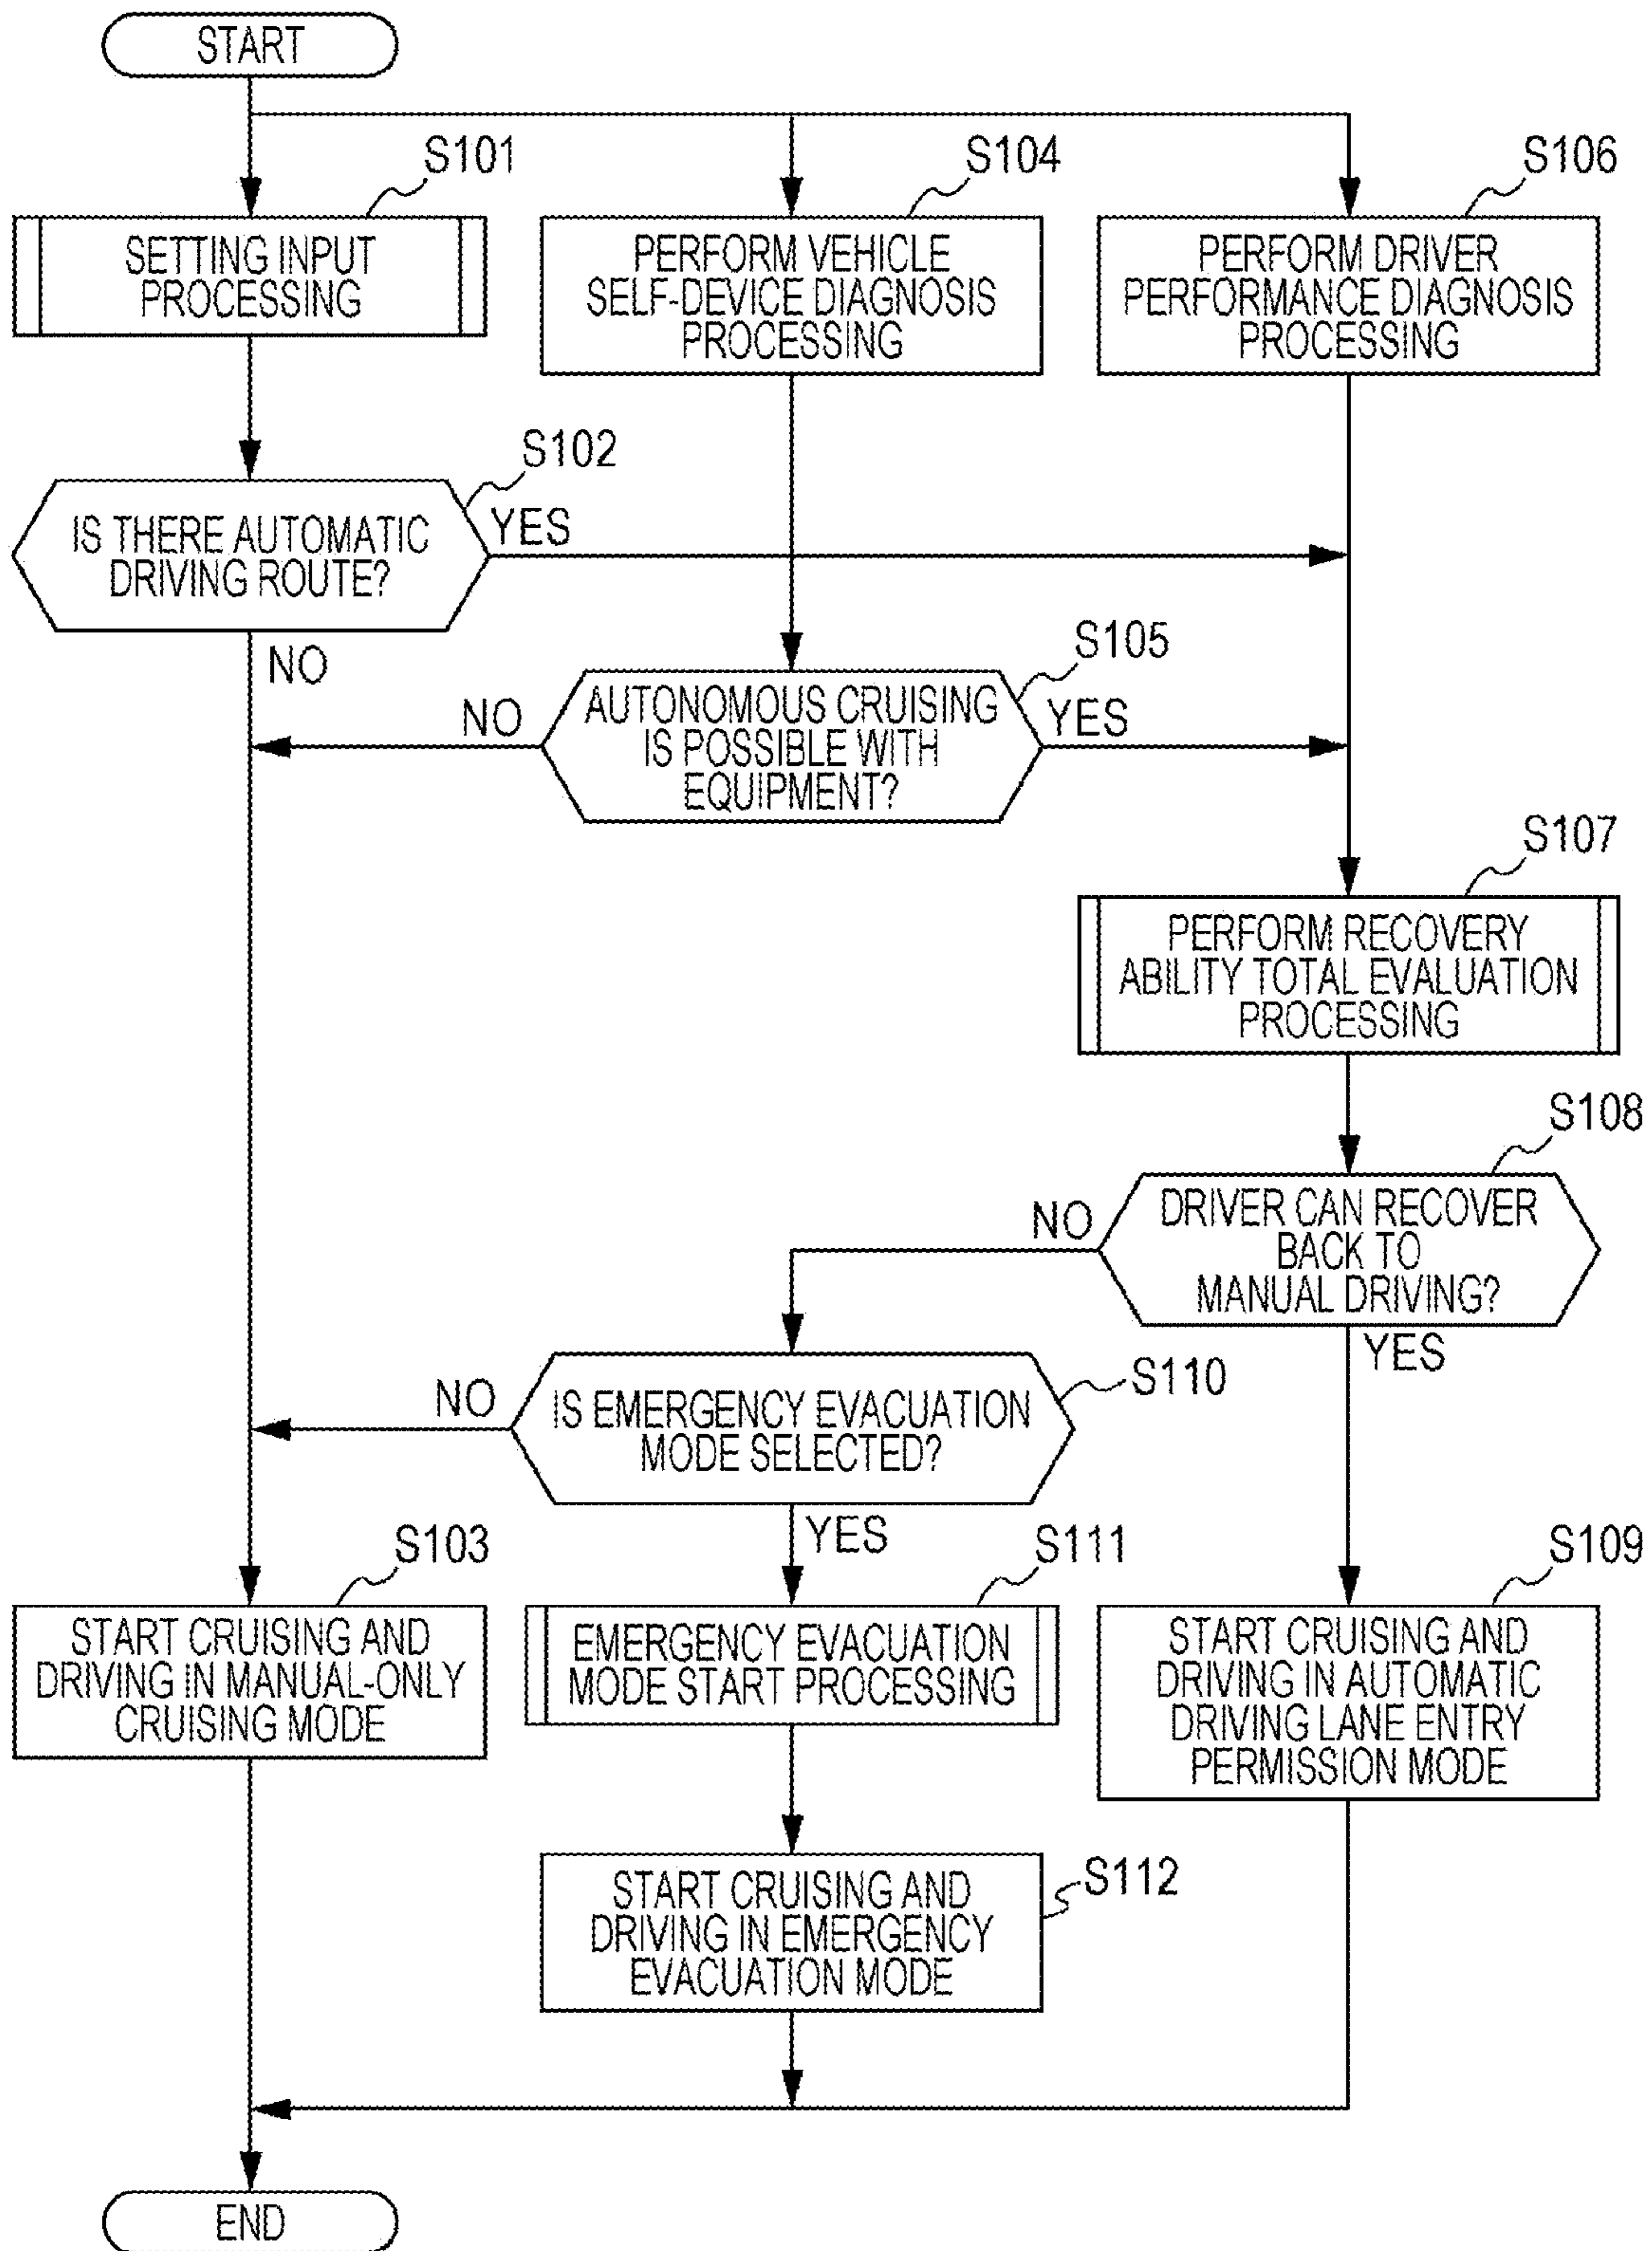 START
S101
S104
S106
SETTING INPUT
PROCESSING
PERFORM VEHICLE
SELF-DEVICE DIAGNOSIS
PROCESSING
PERFORM DRIVER
PERFORMANCE DIAGNOSIS
PROCESSING
S102
IS THERE AUTOMATIC
DRIVING ROUTE?
YES
NO
S105
AUTONOMOUS CRUISING
IS POSSIBLE WITH
EQUIPMENT?
NO
YES
S107
PERFORM RECOVERY
ABILITY TOTAL EVALUATION
PROCESSING
S108
DRIVER CAN RECOVER
BACK TO
MANUAL DRIVING?
NO
YES
S110
IS EMERGENCY EVACUATION
MODE SELECTED?
NO
YES
S103
START CRUISING AND
DRIVING IN MANUAL-ONLY
CRUISING MODE
S111
EMERGENCY EVACUATION
MODE START PROCESSING
S109
START CRUISING AND
DRIVING IN AUTOMATIC
DRIVING LANE ENTRY
PERMISSION MODE
S112
START CRUISING AND
DRIVING IN EMERGENCY
EVACUATION MODE
END